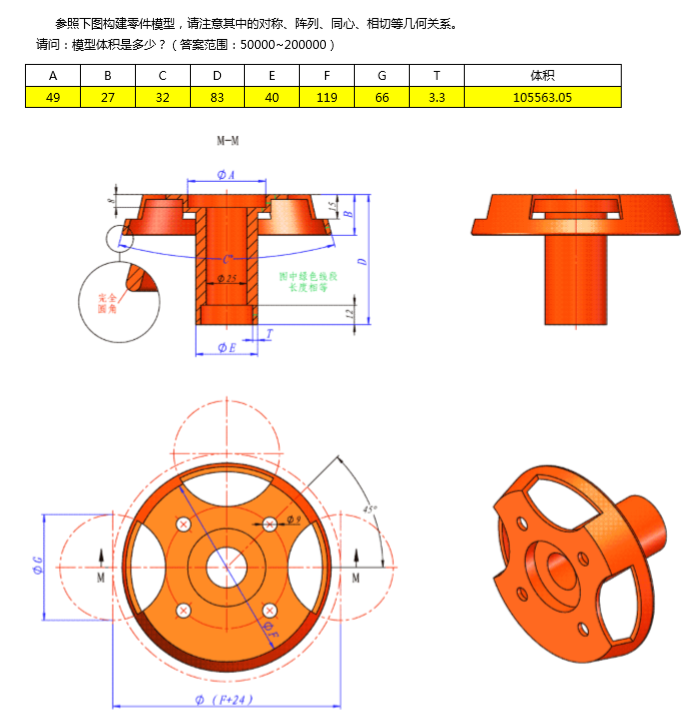 参照下图构建零件模型，请注意其中的对称、阵列、同心、相切等几何关系。
请问：模型体积是多少？（答案范围：50000~200000）
A B C D E F G T 体积
49 27 32 83 40 119 66 3.3 105563.05
M-M
ΦA
8
15
B
C°
D
Φ25
图中绿色线段
长度相等
完全
圆角
12
T
ΦE
45°
Φ9
ΦG
M
M
ΦF
Φ（F+24）